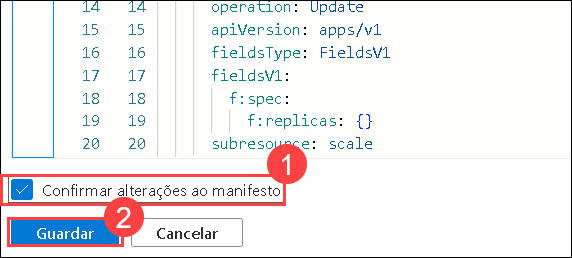 14 14 operation: Update
15 15 apiVersion: apps/v1
16 16 fieldsType: FieldsV1
17 17 fieldsV1:
18 18 f:spec:
19 19 f:replicas: {}
20 20 subresource: scale
1
Confirmar alterações ao manifesto
2
Guardar Cancelar